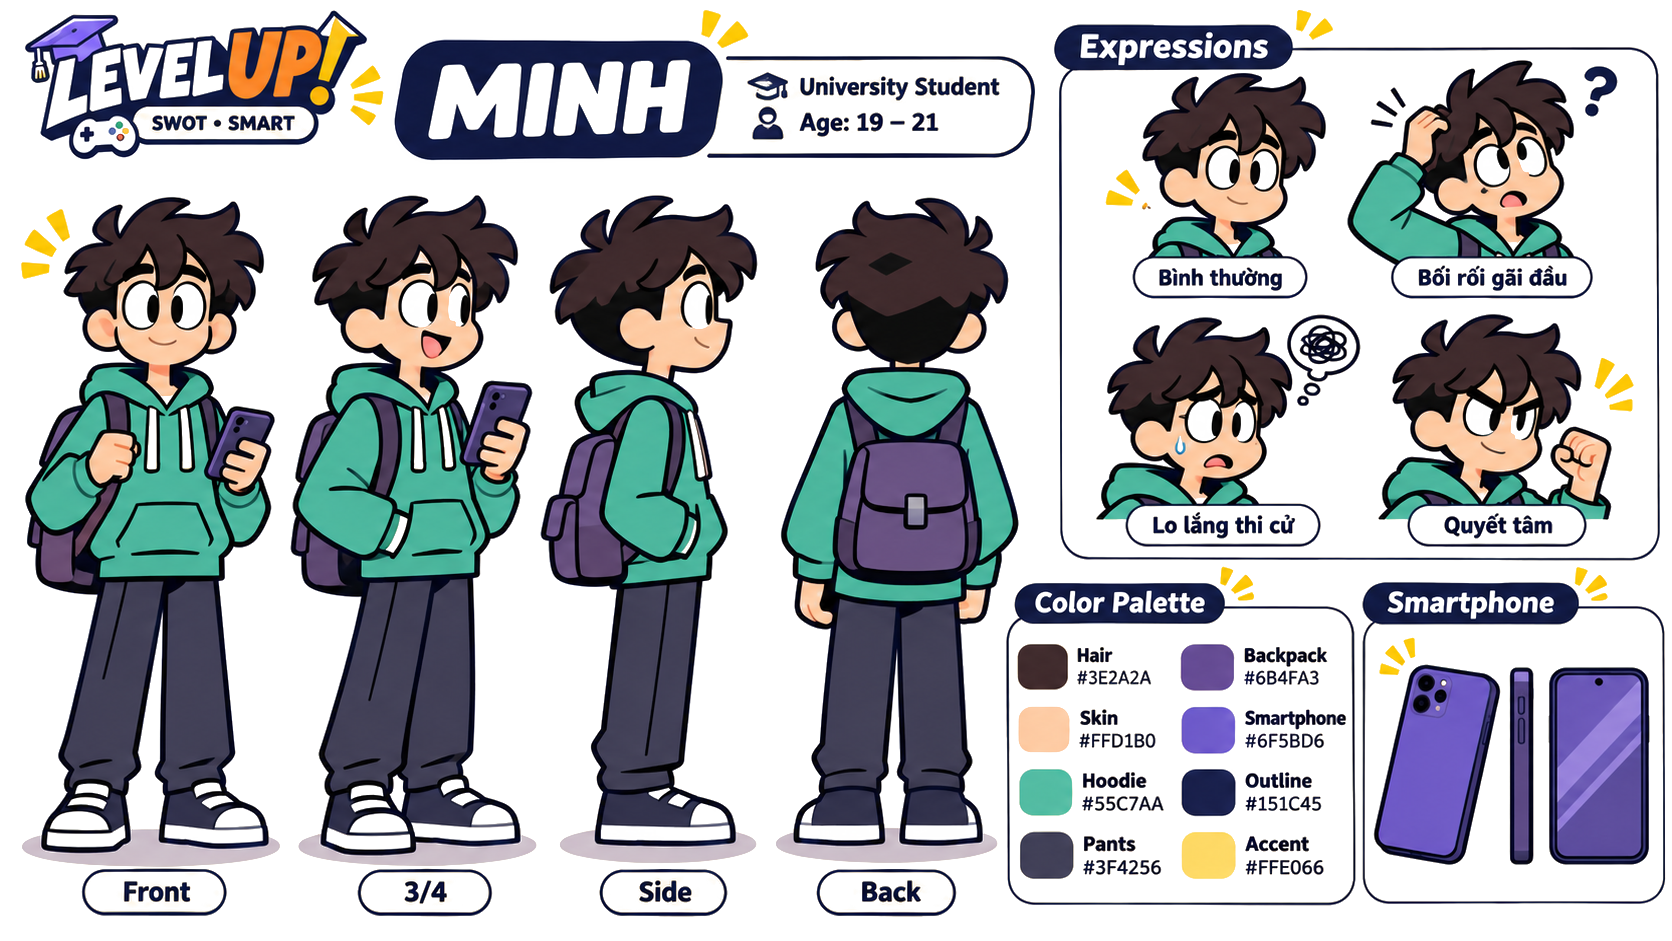 LEVEL UP!
SWOT • SMART
MINH
University Student
Age: 19 – 21
Expressions
?
Bình thường
Bối rối gãi đầu
Lo lắng thi cử
Quyết tâm
Front
3/4
Side
Back
Color Palette
Hair
#3E2A2A
Backpack
#6B4FA3
Skin
#FFD1B0
Smartphone
#6F5BD6
Hoodie
#55C7AA
Outline
#151C45
Pants
#3F4256
Accent
#FFE066
Smartphone